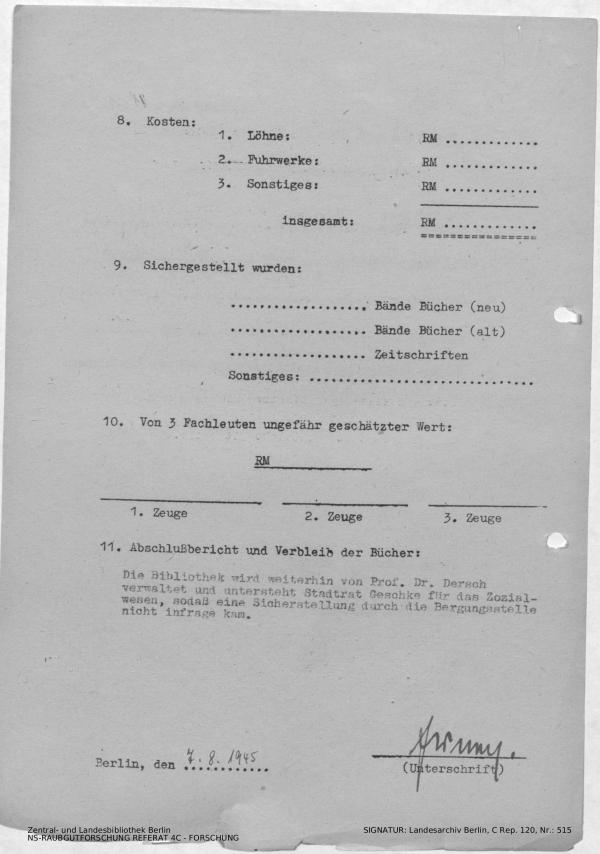 8. Kosten:
1. Löhne: RM .............
2. Fuhrwerke: RM .............
3. Sonstiges: RM .............
insgesamt: RM .............
================
9. Sichergestellt wurden:
................... Bände Bücher (neu)
................... Bände Bücher (alt)
................... Zeitschriften
Sonstiges: ...............................
10. Von 3 Fachleuten ungefähr geschätzter Wert:
RM
1. Zeuge 2. Zeuge 3. Zeuge
11. Abschlußbericht und Verbleib der Bücher:
Die Bibliothek wird weiterhin von Prof. Dr. Dersch
verwaltet und untersteht Stadtrat Geschke für das Zozial-
wesen, sodaß eine Sicherstellung durch die Bergungsstelle
nicht infrage kam.
Berlin, den 7.8.1945
(Unterschrift)
Zentral- und Landesbibliothek Berlin SIGNATUR: Landesarchiv Berlin, C Rep. 120, Nr.: 515
NS-RAUBGUTFORSCHUNG REFERAT 4C - FORSCHUNG